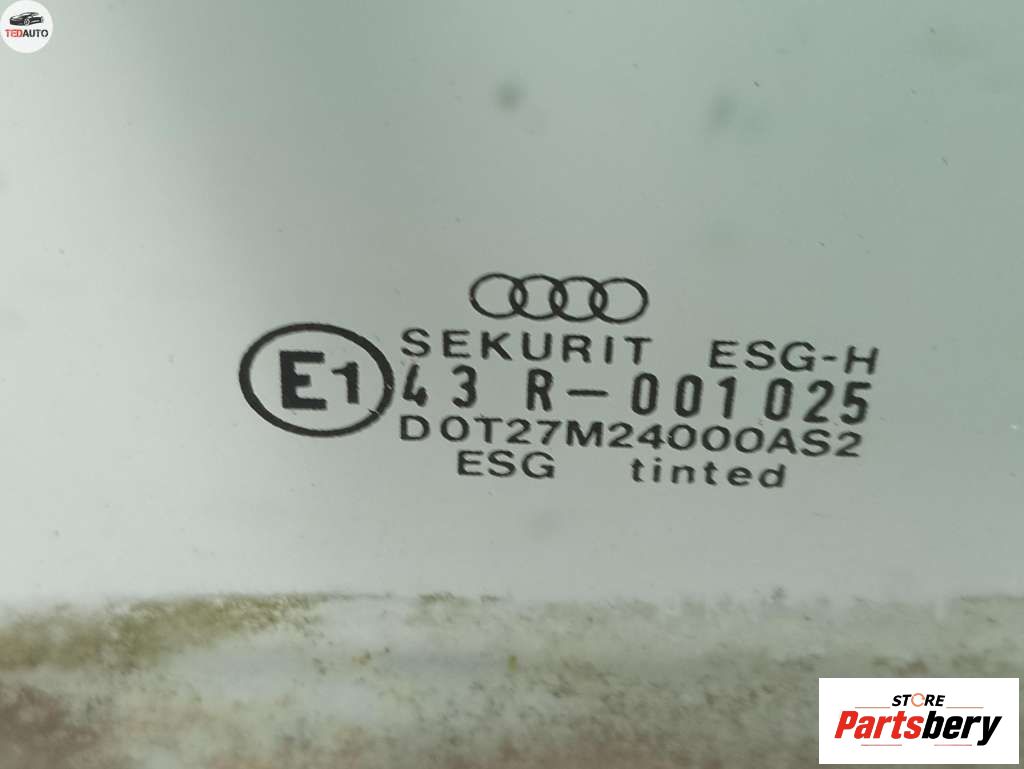 TEDAUTO
SEKURIT ESG-H
E1
43 R-001025
DOT27M24000AS2
ESG tinted
STORE
Partsbery